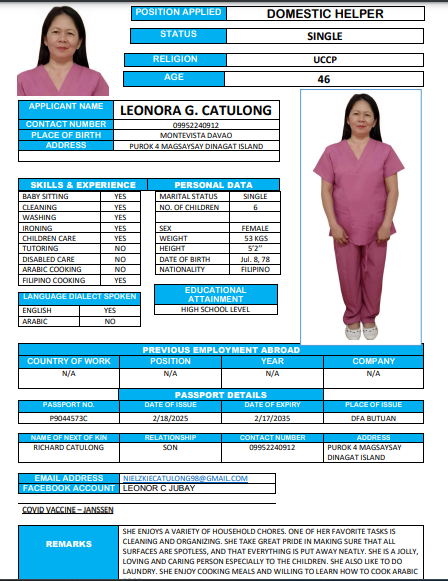 POSITION APPLIED DOMESTIC HELPER
STATUS SINGLE
RELIGION UCCP
AGE 46
APPLICANT NAME LEONORA G. CATULONG
CONTACT NUMBER 09952240912
PLACE OF BIRTH MONTEVISTA DAVAO
ADDRESS PUROK 4 MAGSAYSAY DINAGAT ISLAND
SKILLS & EXPERIENCE PERSONAL DATA
BABY SITTING YES MARITAL STATUS SINGLE
CLEANING YES NO. OF CHILDREN 6
WASHING YES
IRONING YES SEX FEMALE
CHILDREN CARE YES WEIGHT 53 KGS
TUTORING NO HEIGHT 5'2"
DISABLED CARE NO DATE OF BIRTH Jul. 8, 78
ARABIC COOKING NO NATIONALITY FILIPINO
FILIPINO COOKING YES
LANGUAGE DIALECT SPOKEN
ENGLISH YES
ARABIC NO
EDUCATIONAL
ATTAINMENT
HIGH SCHOOL LEVEL
PREVIOUS EMPLOYMENT ABROAD
COUNTRY OF WORK POSITION YEAR COMPANY
N/A N/A N/A N/A
PASSPORT DETAILS
PASSPORT NO. DATE OF ISSUE DATE OF EXPIRY PLACE OF ISSUE
P9044573C 2/18/2025 2/17/2035 DFA BUTUAN
NAME OF NEXT OF KIN RELATIONSHIP CONTACT NUMBER ADDRESS
RICHARD CATULONG SON 09952240912 PUROK 4 MAGSAYSAY
DINAGAT ISLAND
EMAIL ADDRESS NIELZKIECATULONG98@GMAIL.COM
FACEBOOK ACCOUNT LEONOR C JUBAY
COVID VACCINE – JANSSEN
REMARKS
SHE ENJOYS A VARIETY OF HOUSEHOLD CHORES. ONE OF HER FAVORITE TASKS IS
CLEANING AND ORGANIZING. SHE TAKE GREAT PRIDE IN MAKING SURE THAT ALL
SURFACES ARE SPOTLESS, AND THAT EVERYTHING IS PUT AWAY NEATLY. SHE IS A JOLLY,
LOVING AND CARING PERSON ESPECIALLY TO THE CHILDREN. SHE ALSO LIKE TO DO
LAUNDRY. SHE ENJOY COOKING MEALS AND WILLING TO LEARN HOW TO COOK ARABIC